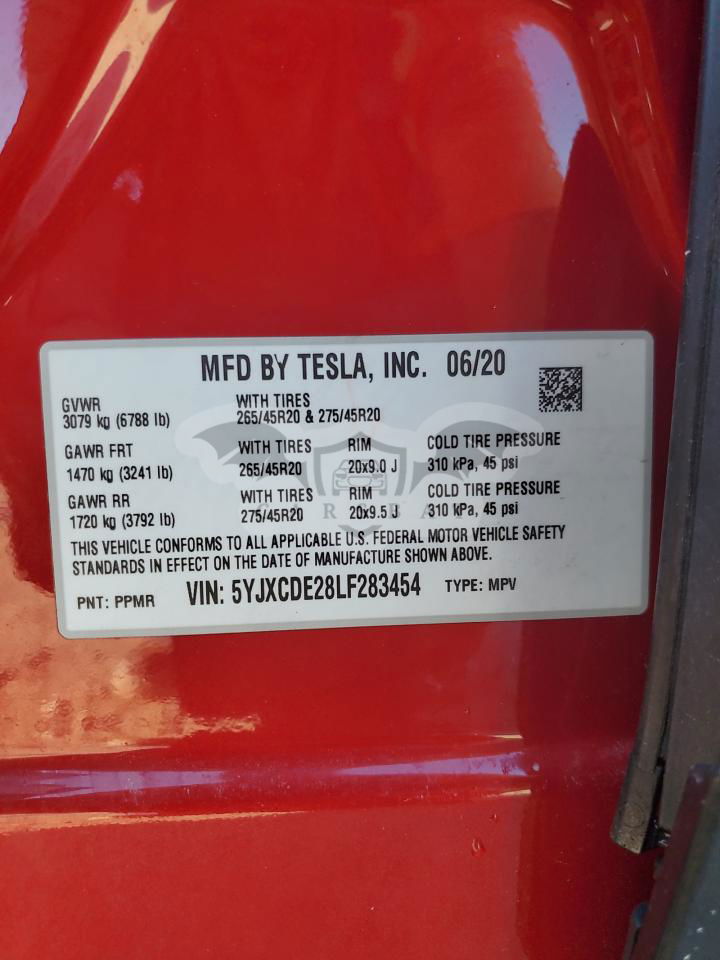 MFD BY TESLA, INC. 06/20
GVWR
3079 kg (6788 lb)
WITH TIRES
265/45R20 & 275/45R20
GAWR FRT
1470 kg (3241 lb)
WITH TIRES
265/45R20
RIM
20x9.0 J
COLD TIRE PRESSURE
310 kPa, 45 psi
GAWR RR
1720 kg (3792 lb)
WITH TIRES
275/45R20
RIM
20x9.5 J
COLD TIRE PRESSURE
310 kPa, 45 psi
THIS VEHICLE CONFORMS TO ALL APPLICABLE U.S. FEDERAL MOTOR VEHICLE SAFETY
STANDARDS IN EFFECT ON THE DATE OF MANUFACTURE SHOWN ABOVE.
PNT: PPMR VIN: 5YJXCDE28LF283454 TYPE: MPV